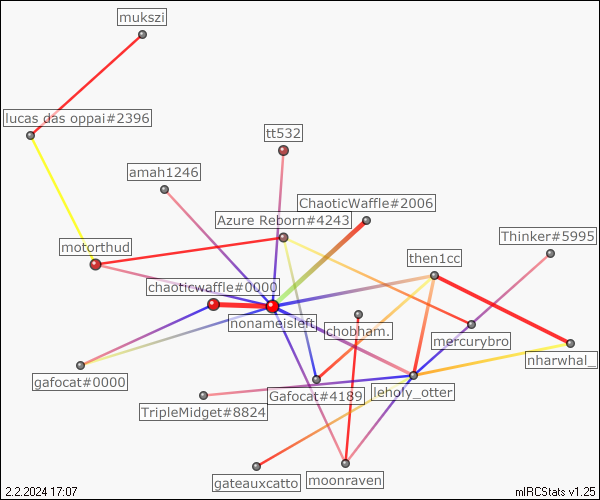 mukszi
lucas das oppai#2396
tt532
amah1246
ChaoticWaffle#2006
Azure Reborn#4243
Thinker#5995
motorthud
then1cc
chaoticwaffle#0000
nonameisleft
chobham.
mercurybro
nharwhal_
gafocat#0000
Gafocat#4189
leholy_otter
TripleMidget#8824
gateauxcatto
moonraven
2.2.2024 17:07
mIRCStats v1.25